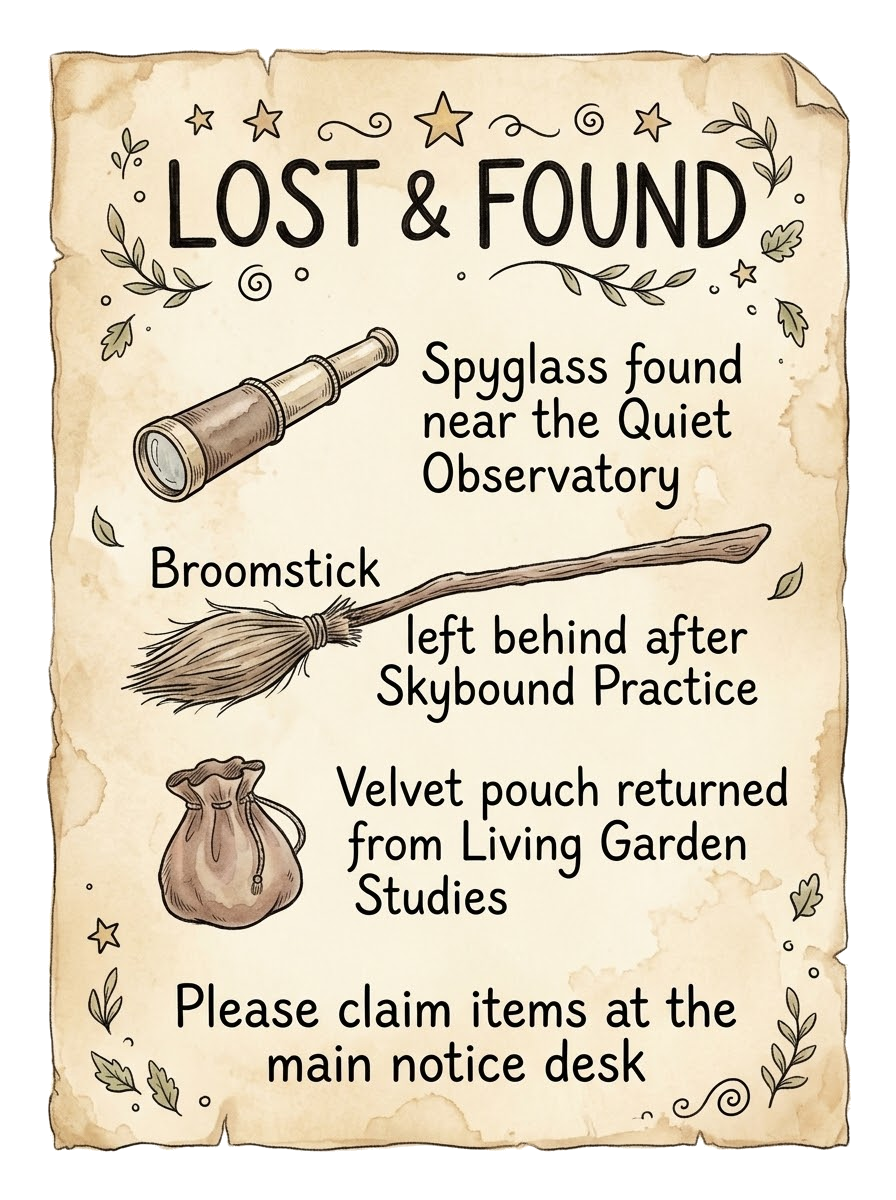 LOST & FOUND
Spyglass found
near the Quiet
Observatory
Broomstick
left behind after
Skybound Practice
Velvet pouch returned
from Living Garden
Studies
Please claim items at the
main notice desk